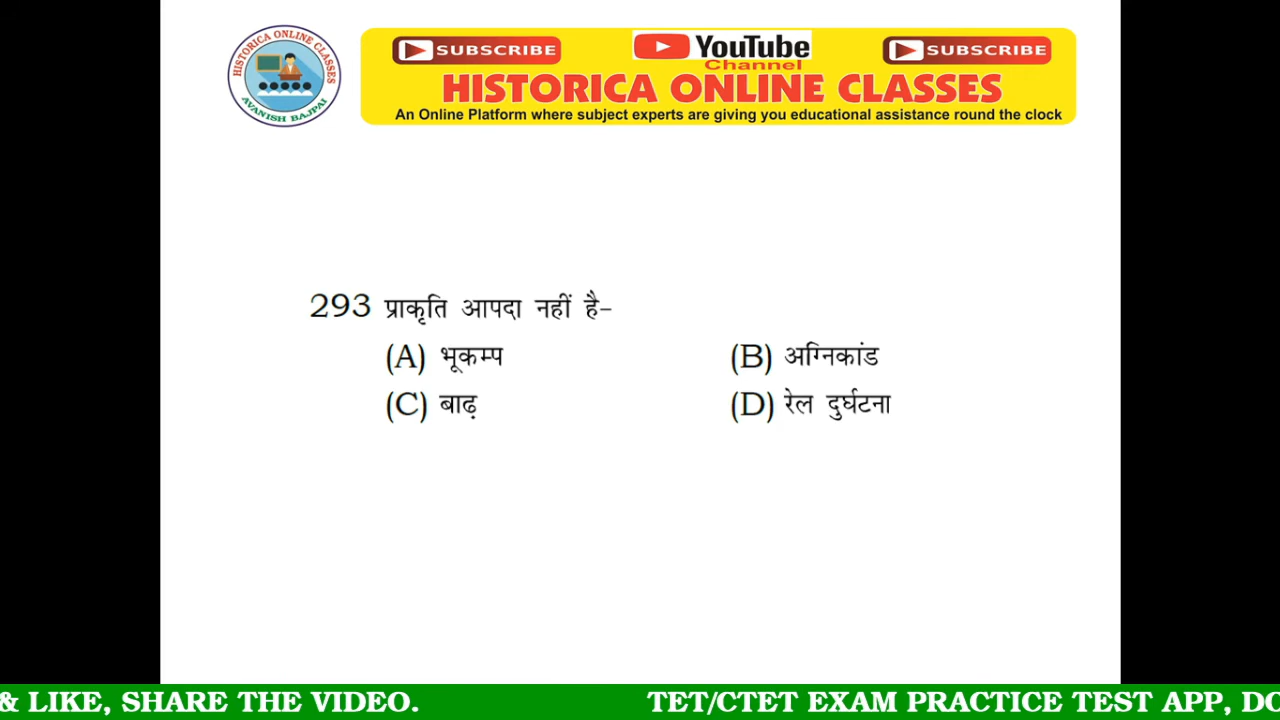 HISTORICA ONLINE CLASSES
AVANISH BAJPAI
SUBSCRIBE
YouTube
SUBSCRIBE
Channel
HISTORICA ONLINE CLASSES
An Online Platform where subject experts are giving you educational assistance round the clock
293 प्राकृति आपदा नहीं है-
(A) भूकम्प (B) अग्निकांड
(C) बाढ़ (D) रेल दुर्घटना
& LIKE, SHARE THE VIDEO. TET/CTET EXAM PRACTICE TEST APP, DO